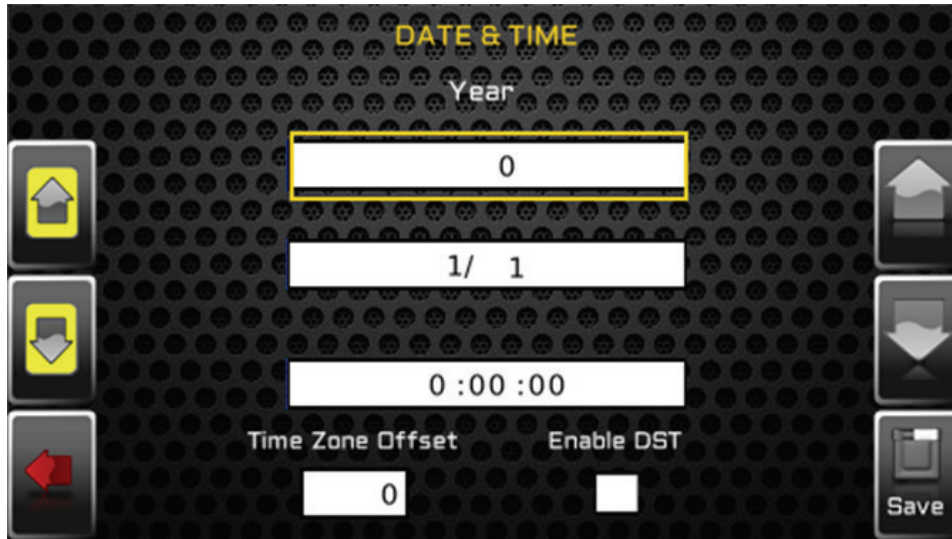 DATE & TIME
Year
0
1/ 1
0 :00 :00
Time Zone Offset Enable DST
0
Save